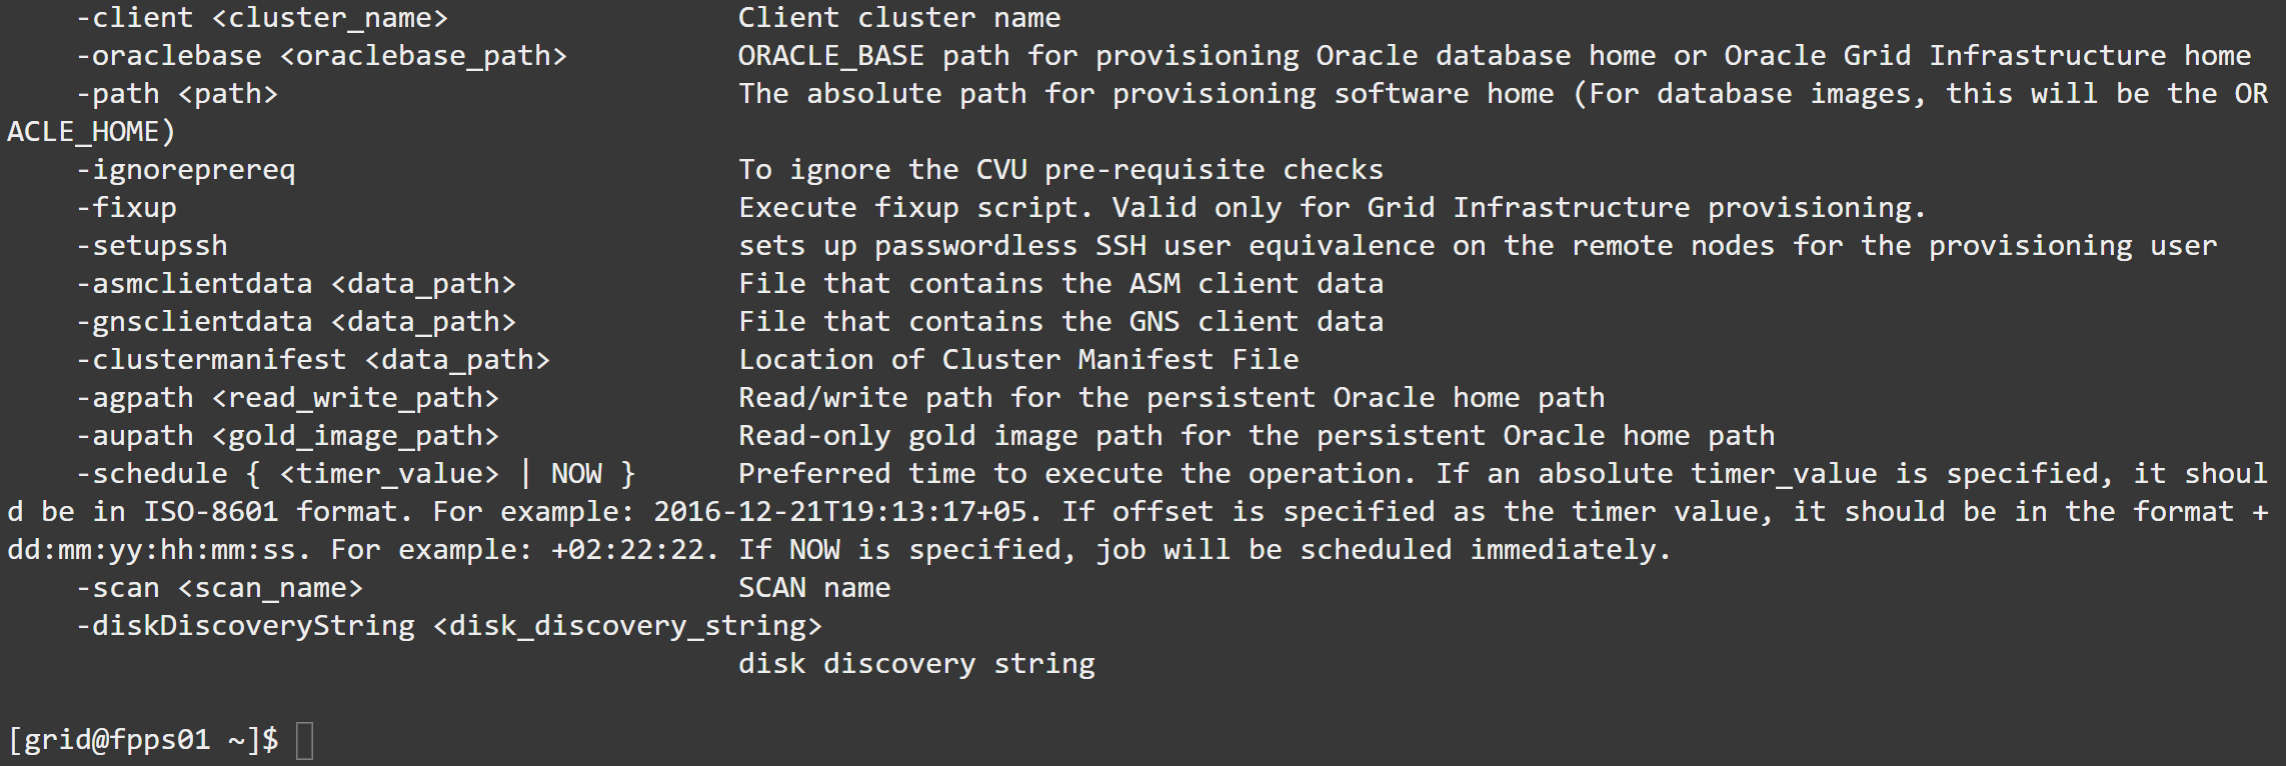 -client <cluster_name> Client cluster name
-oraclebase <oraclebase_path> ORACLE_BASE path for provisioning Oracle database home or Oracle Grid Infrastructure home
-path <path> The absolute path for provisioning software home (For database images, this will be the OR
ACLE_HOME)
-ignoreprereq To ignore the CVU pre-requisite checks
-fixup Execute fixup script. Valid only for Grid Infrastructure provisioning.
-setupssh sets up passwordless SSH user equivalence on the remote nodes for the provisioning user
-asmclientdata <data_path> File that contains the ASM client data
-gnsclientdata <data_path> File that contains the GNS client data
-clustermanifest <data_path> Location of Cluster Manifest File
-agpath <read_write_path> Read/write path for the persistent Oracle home path
-aupath <gold_image_path> Read-only gold image path for the persistent Oracle home path
-schedule { <timer_value> | NOW } Preferred time to execute the operation. If an absolute timer_value is specified, it shoul
d be in ISO-8601 format. For example: 2016-12-21T19:13:17+05. If offset is specified as the timer value, it should be in the format +
dd:mm:yy:hh:mm:ss. For example: +02:22:22. If NOW is specified, job will be scheduled immediately.
-scan <scan_name> SCAN name
-diskDiscoveryString <disk_discovery_string>
disk discovery string
[grid@fpps01 ~]$